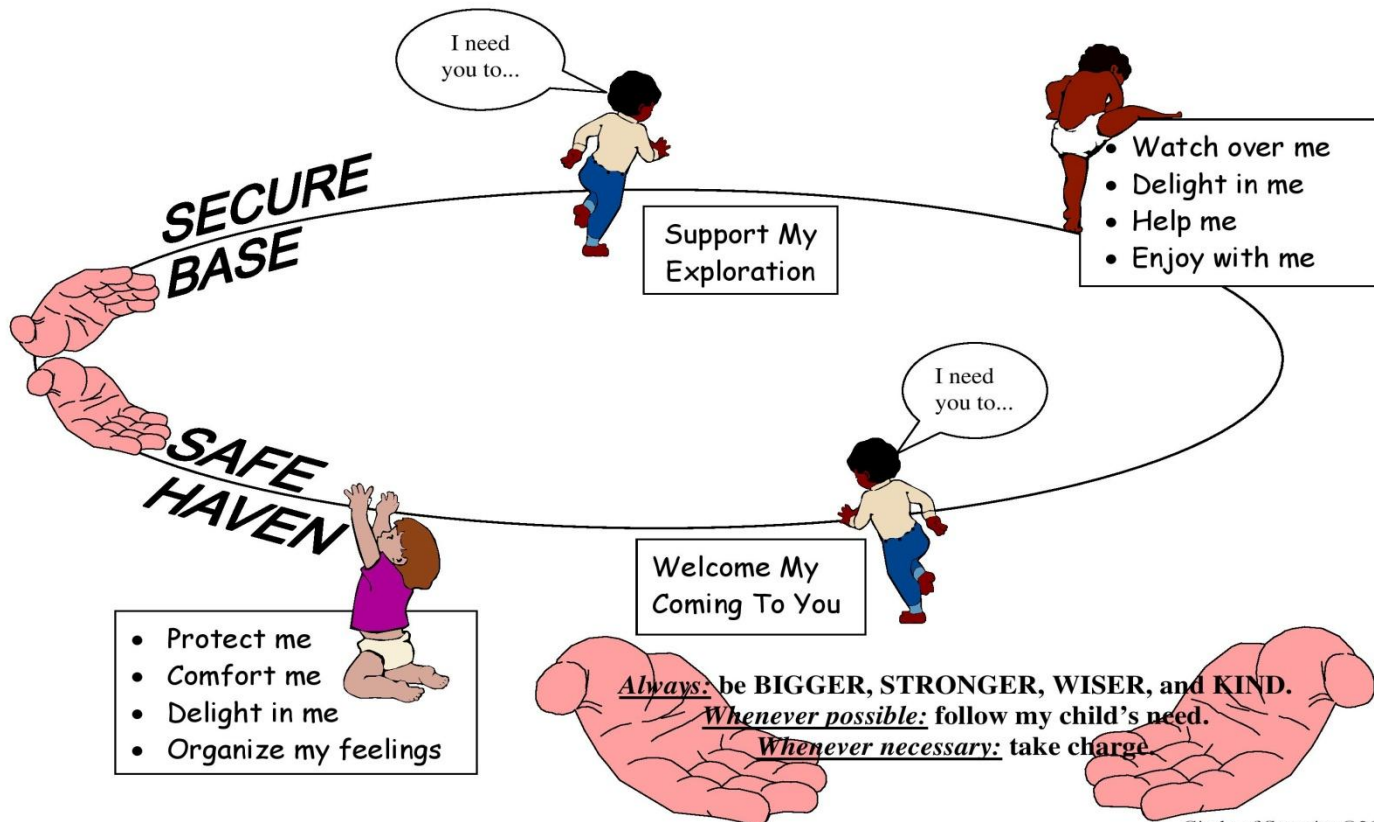 I need
you to...
SECURE
BASE
Support My
Exploration
• Watch over me
• Delight in me
• Help me
• Enjoy with me
I need
you to...
SAFE
HAVEN
Welcome My
Coming To You
• Protect me
• Comfort me
• Delight in me
• Organize my feelings
Always: be BIGGER, STRONGER, WISER, and KIND.
Whenever possible: follow my child's need.
Whenever necessary: take charge.